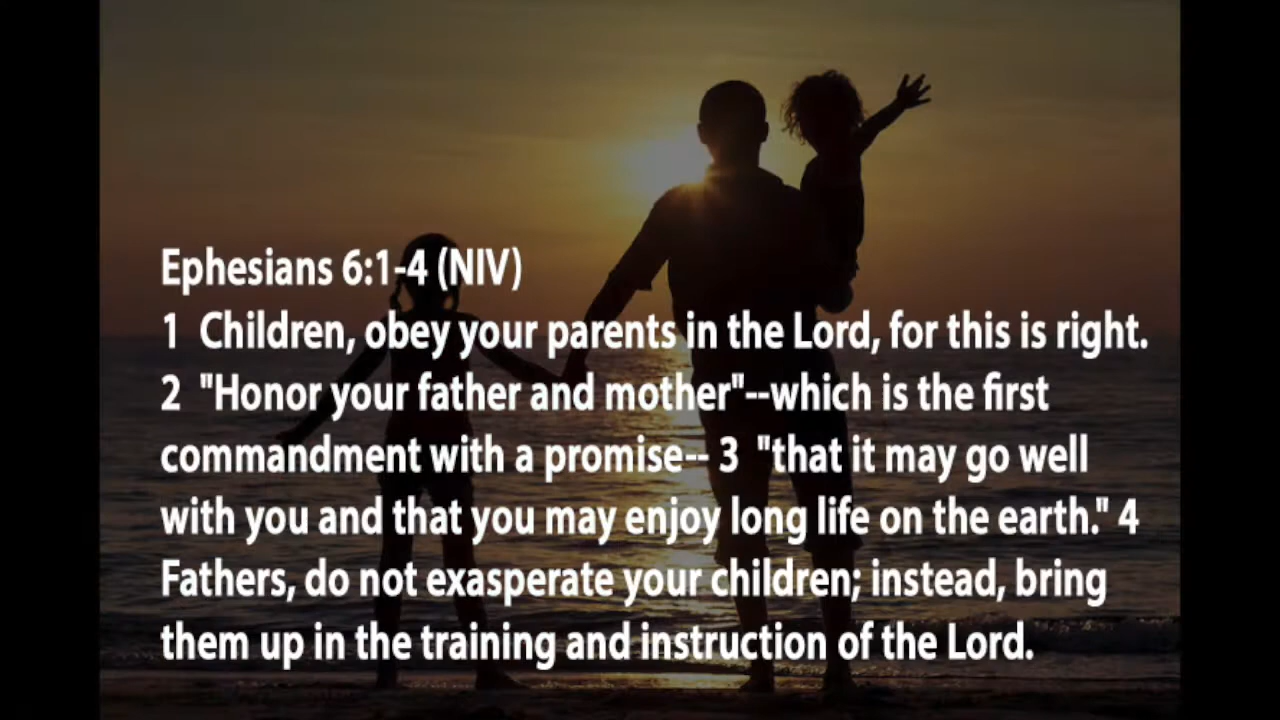 Ephesians 6:1-4 (NIV)
1  Children, obey your parents in the Lord, for this is right.
2  "Honor your father and mother"--which is the first
commandment with a promise-- 3  "that it may go well
with you and that you may enjoy long life on the earth." 4
Fathers, do not exasperate your children; instead, bring
them up in the training and instruction of the Lord.